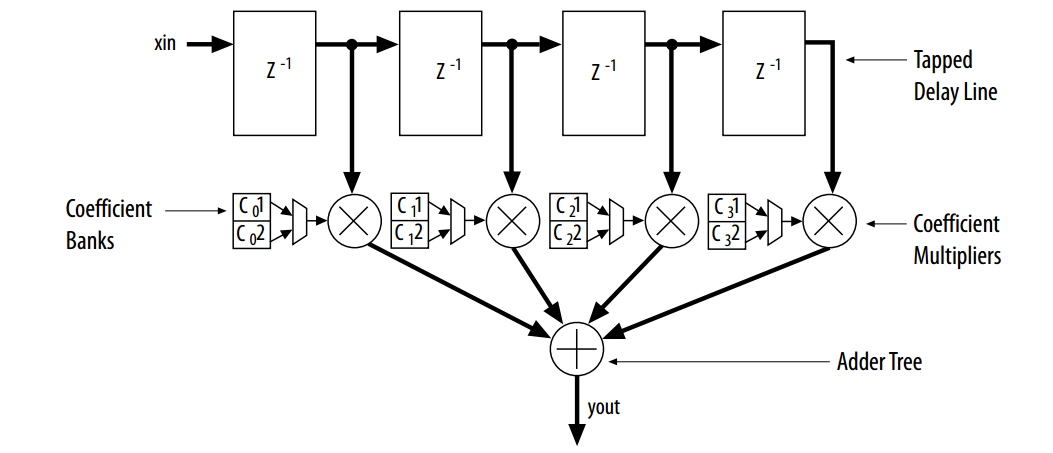 xin
Z -1
Z -1
Z -1
Z -1
Tapped
Delay Line
Coefficient
Banks
C 0 1
C 0 2
C 1 1
C 1 2
C 2 1
C 2 2
C 3 1
C 3 2
Coefficient
Multipliers
Adder Tree
yout